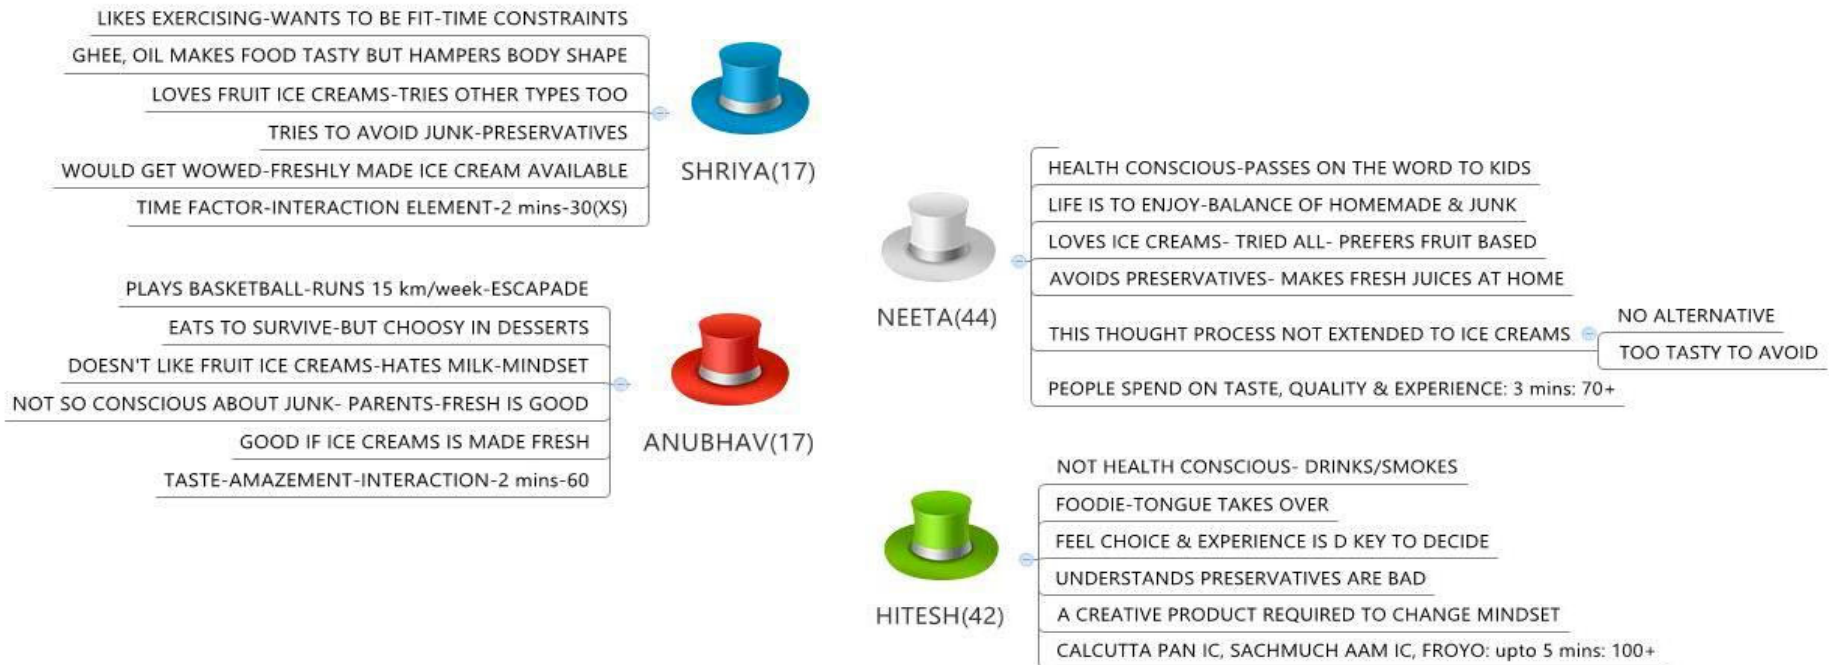 LIKES EXERCISING-WANTS TO BE FIT-TIME CONSTRAINTS
GHEE, OIL MAKES FOOD TASTY BUT HAMPERS BODY SHAPE
LOVES FRUIT ICE CREAMS-TRIES OTHER TYPES TOO
TRIES TO AVOID JUNK-PRESERVATIVES
WOULD GET WOWED-FRESHLY MADE ICE CREAM AVAILABLE
TIME FACTOR-INTERACTION ELEMENT-2 mins-30(XS)
SHRIYA(17)
PLAYS BASKETBALL-RUNS 15 km/week-ESCAPADE
EATS TO SURVIVE-BUT CHOOSY IN DESSERTS
DOESN'T LIKE FRUIT ICE CREAMS-HATES MILK-MINDSET
NOT SO CONSCIOUS ABOUT JUNK- PARENTS-FRESH IS GOOD
GOOD IF ICE CREAMS IS MADE FRESH
TASTE-AMAZEMENT-INTERACTION-2 mins-60
ANUBHAV(17)
NEETA(44)
HEALTH CONSCIOUS-PASSES ON THE WORD TO KIDS
LIFE IS TO ENJOY-BALANCE OF HOMEMADE & JUNK
LOVES ICE CREAMS- TRIED ALL- PREFERS FRUIT BASED
AVOIDS PRESERVATIVES- MAKES FRESH JUICES AT HOME
THIS THOUGHT PROCESS NOT EXTENDED TO ICE CREAMS
NO ALTERNATIVE
TOO TASTY TO AVOID
PEOPLE SPEND ON TASTE, QUALITY & EXPERIENCE: 3 mins: 70+
HITESH(42)
NOT HEALTH CONSCIOUS- DRINKS/SMOKES
FOODIE-TONGUE TAKES OVER
FEEL CHOICE & EXPERIENCE IS D KEY TO DECIDE
UNDERSTANDS PRESERVATIVES ARE BAD
A CREATIVE PRODUCT REQUIRED TO CHANGE MINDSET
CALCUTTA PAN IC, SACHMUCH AAM IC, FROYO: upto 5 mins: 100+